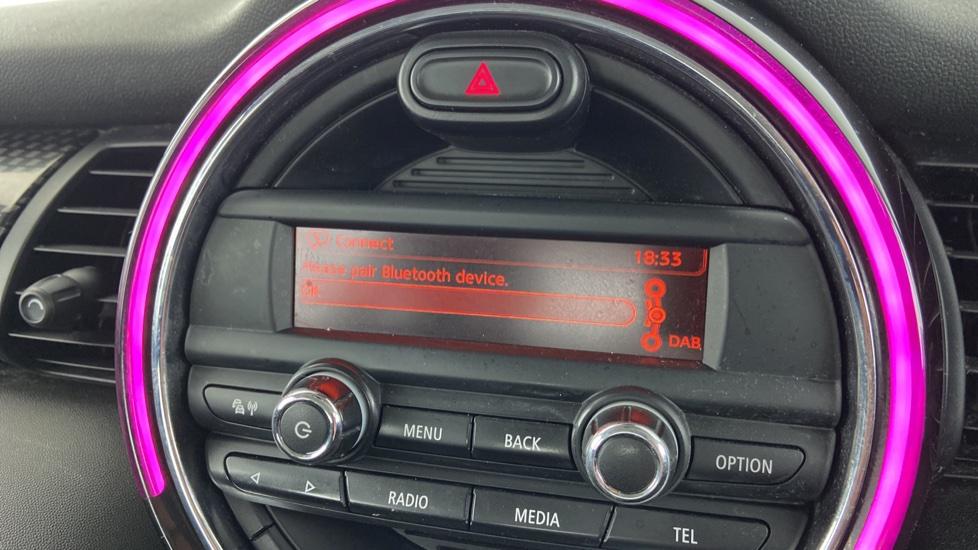 Connect
18:33
Please pair Bluetooth device.
OK
DAB
MENU
BACK
OPTION
RADIO
MEDIA
TEL